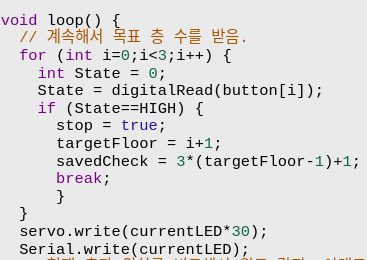 void loop() {
// 계속해서 목표 층 수를 받음.
for (int i=0;i<3;i++) {
int State = 0;
State = digitalRead(button[i]);
if (State==HIGH) {
stop = true;
targetFloor = i+1;
savedCheck = 3*(targetFloor-1)+1;
break;
}
}
servo.write(currentLED*30);
Serial.write(currentLED);